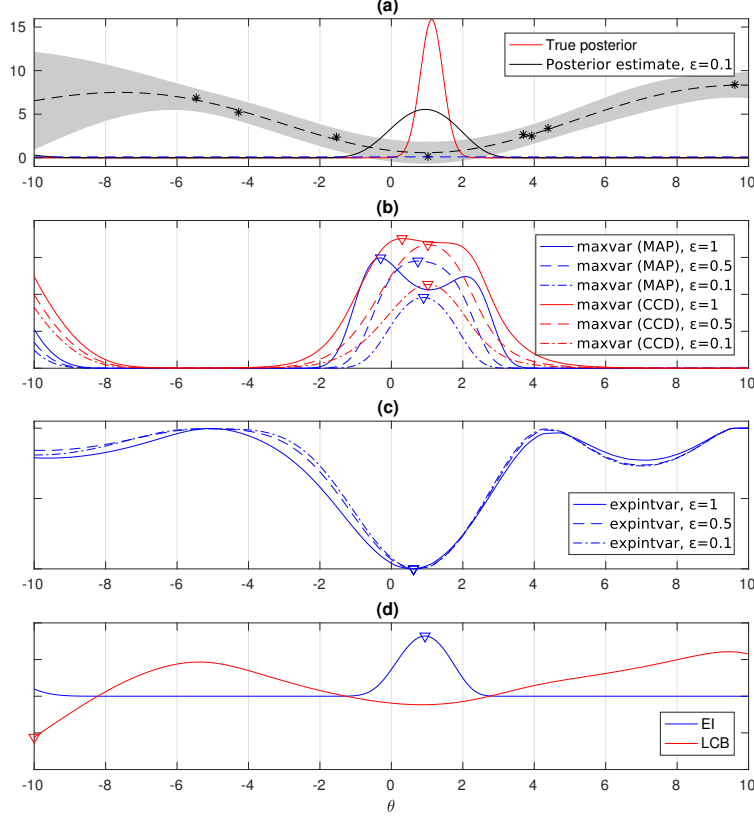 (a)
15
10
5
0
True posterior
Posterior estimate, ε=0.1
-10 -8 -6 -4 -2 0 2 4 6 8 10
(b)
maxvar (MAP), ε=1
maxvar (MAP), ε=0.5
maxvar (MAP), ε=0.1
maxvar (CCD), ε=1
maxvar (CCD), ε=0.5
maxvar (CCD), ε=0.1
-10 -8 -6 -4 -2 0 2 4 6 8 10
(c)
expintvar, ε=1
expintvar, ε=0.5
expintvar, ε=0.1
-10 -8 -6 -4 -2 0 2 4 6 8 10
(d)
EI
LCB
-10 -8 -6 -4 -2 0 2 4 6 8 10
θ